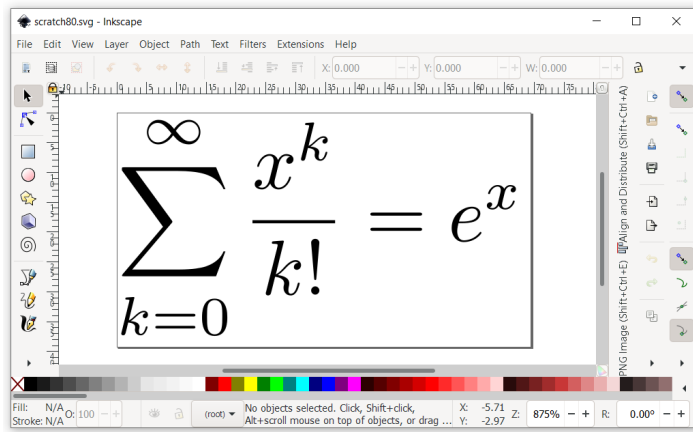 scratch80.svg - Inkscape
File Edit View Layer Object Path Text Filters Extensions Help
X: 0.000 - + Y: 0.000 - + W: 0.000 - +
∞
∑ x^k / k! = e^x
k=0
PNG Image (Shift+Ctrl+E) Align and Distribute (Shift+Ctrl+A)
Fill: N/A O: 100 - + (root) No objects selected. Click, Shift+click, X: -5.71 Z: 875% - + R: 0.00°
Stroke: N/A Alt+scroll mouse on top of objects, or drag ... Y: -2.97